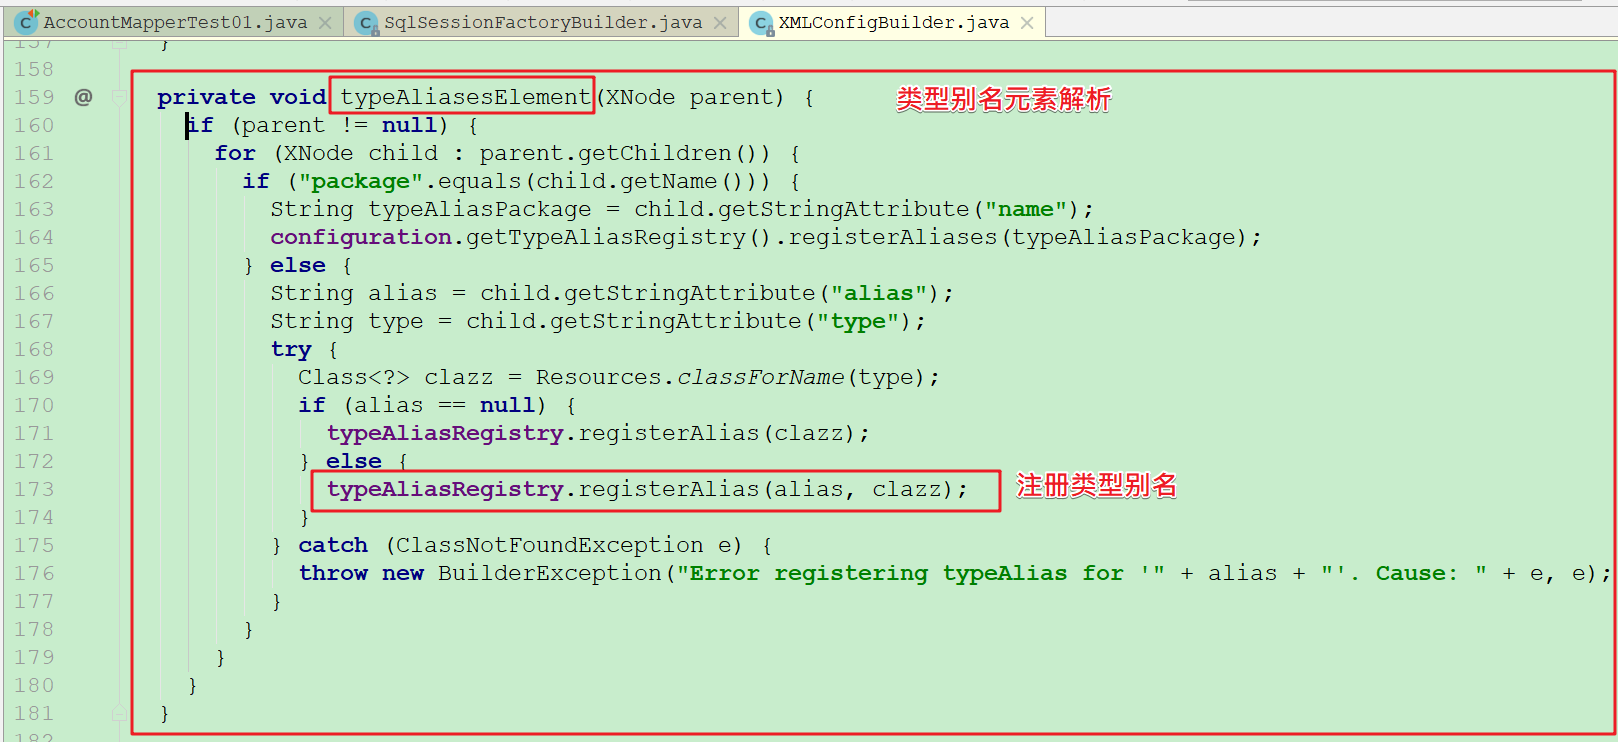 AccountMapperTest01.java SqlSessionFactoryBuilder.java XMLConfigBuilder.java
157 }
158
159 @ private void typeAliasesElement(XNode parent) { 类型别名元素解析
160 if (parent != null) {
161 for (XNode child : parent.getChildren()) {
162 if ("package".equals(child.getName())) {
163 String typeAliasPackage = child.getStringAttribute("name");
164 configuration.getTypeAliasRegistry().registerAliases(typeAliasPackage);
165 } else {
166 String alias = child.getStringAttribute("alias");
167 String type = child.getStringAttribute("type");
168 try {
169 Class<?> clazz = Resources.classForName(type);
170 if (alias == null) {
171 typeAliasRegistry.registerAlias(clazz);
172 } else {
173 typeAliasRegistry.registerAlias(alias, clazz); 注册类型别名
174 }
175 } catch (ClassNotFoundException e) {
176 throw new BuilderException("Error registering typeAlias for '" + alias + "'. Cause: " + e, e);
177 }
178 }
179 }
180 }
181 }
182